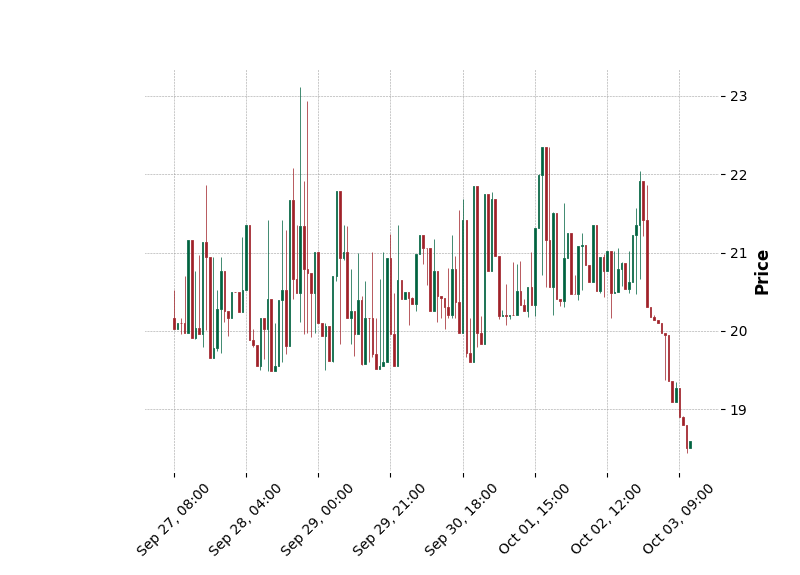 23
22
21
20
19
Price
Sep 27, 08:00
Sep 28, 04:00
Sep 29, 00:00
Sep 29, 21:00
Sep 30, 18:00
Oct 01, 15:00
Oct 02, 12:00
Oct 03, 09:00